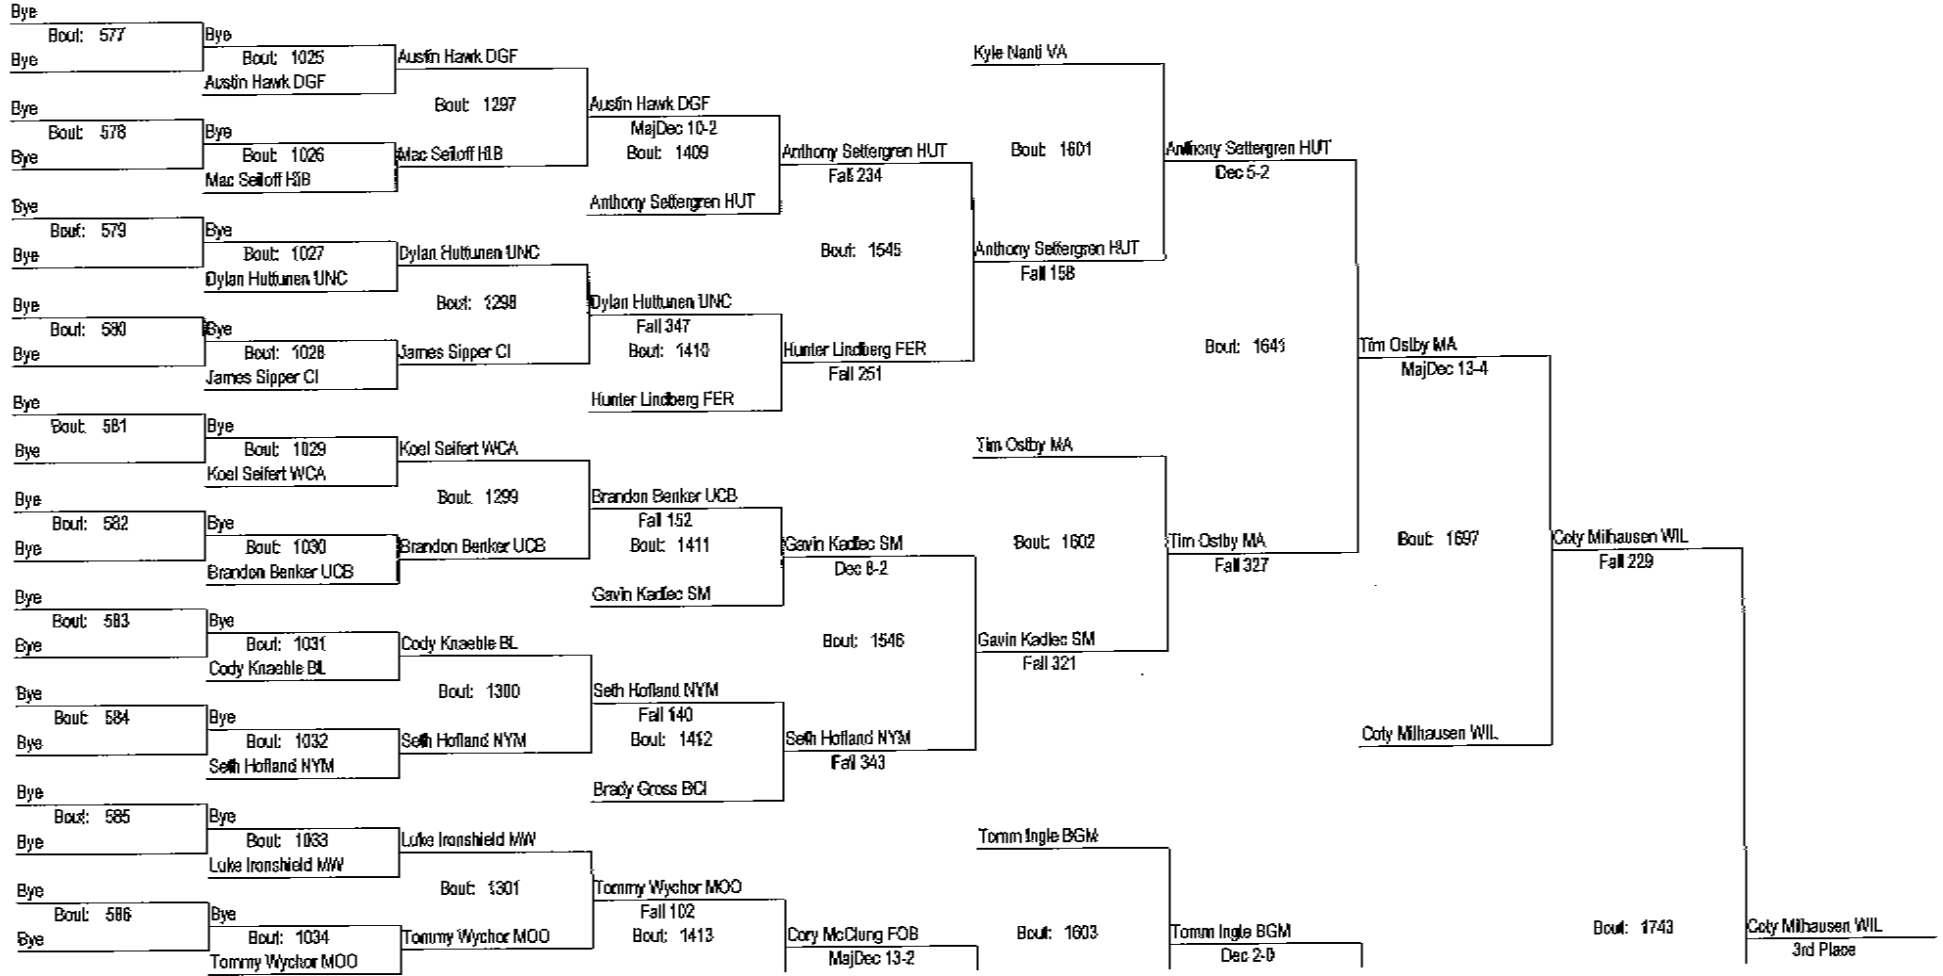 Bye
Bout: 577
Bye
Bye
Bout: 1025
Austin Hawk DGF
Austin Hawk DGF
Bye
Bout: 578
Bye
Bye
Bout: 1026
Mac Seiloff HIB
Bout: 1297
Mac Seiloff HIB
Austin Hawk DGF
MajDec 10-2
Bout: 1409
Anthony Settergren HUT
Bye
Bout: 579
Bye
Bye
Bout: 1027
Dylan Huttunen UNC
Dylan Huttunen UNC
Bye
Bout: 580
Bye
Bye
Bout: 1028
James Sipper CI
Bout: 1298
James Sipper CI
Dylan Huttunen UNC
Fall 347
Bout: 1410
Hunter Lindberg FER
Anthony Settergren HUT
Fall 234
Bout: 1545
Hunter Lindberg FER
Fall 251
Kyle Nanti VA
Bout: 1601
Anthony Settergren HUT
Fall 158
Anthony Settergren HUT
Dec 5-2
Bye
Bout: 581
Bye
Bye
Bout: 1029
Koel Seifert WCA
Koel Seifert WCA
Bye
Bout: 582
Bye
Bye
Bout: 1030
Brandon Benker UCB
Bout: 1299
Brandon Benker UCB
Brandon Benker UCB
Fall 152
Bout: 1411
Gavin Kadlec SM
Bye
Bout: 583
Bye
Bye
Bout: 1031
Cody Knaeble BL
Cody Knaeble BL
Bye
Bout: 584
Bye
Bye
Bout: 1032
Seth Hofland NYM
Bout: 1300
Seth Hofland NYM
Seth Hofland NYM
Fall 140
Bout: 1412
Brady Gross BCI
Gavin Kadlec SM
Dec 8-2
Bout: 1546
Seth Hofland NYM
Fall 343
Tim Ostby MA
Bout: 1602
Gavin Kadlec SM
Fall 321
Tim Ostby MA
Fall 327
Bout: 1641
Tim Ostby MA
MajDec 13-4
Bout: 1697
Coty Milhausen WIL
Coty Milhausen WIL
Fall 229
Bye
Bout: 585
Bye
Bye
Bout: 1033
Luke Ironshield MW
Luke Ironshield MW
Bye
Bout: 586
Bye
Bye
Bout: 1034
Tommy Wychor MOO
Bout: 1301
Tommy Wychor MOO
Tommy Wychor MOO
Fall 102
Bout: 1413
Cory McClung FOB
MajDec 13-2
Tomm Ingle BGM
Bout: 1603
Tomm Ingle BGM
Dec 2-0
Bout: 1743
Coty Milhausen WIL
3rd Place